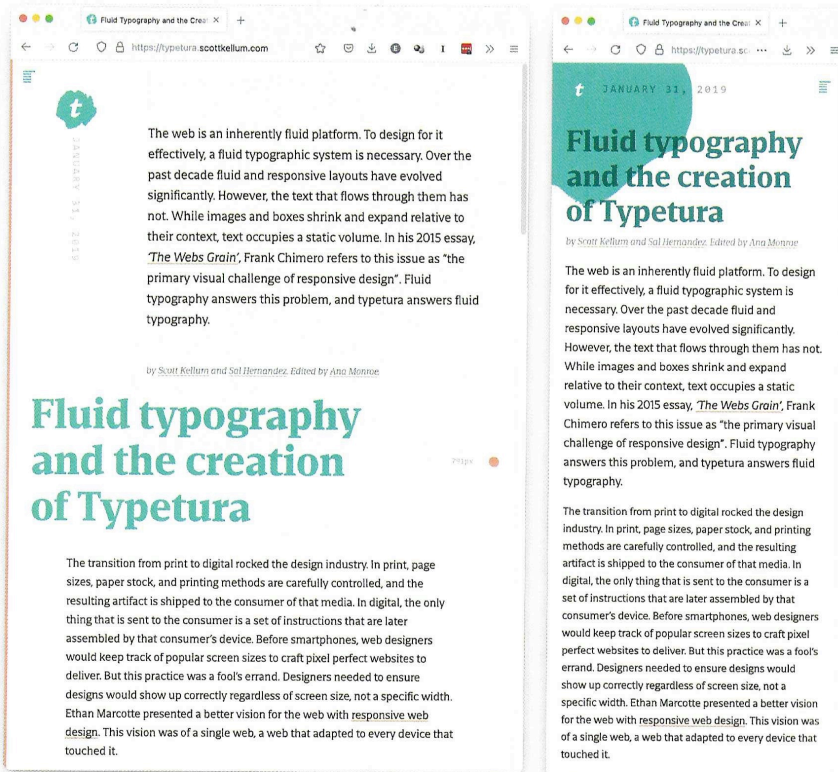 Fluid Typography and the Crea
https://typetura.scottkellum.com
t
JANUARY 31, 2019
The web is an inherently fluid platform. To design for it
effectively, a fluid typographic system is necessary. Over the
past decade fluid and responsive layouts have evolved
significantly. However, the text that flows through them has
not. While images and boxes shrink and expand relative to
their context, text occupies a static volume. In his 2015 essay,
'The Webs Grain', Frank Chimero refers to this issue as “the
primary visual challenge of responsive design”. Fluid
typography answers this problem, and typetura answers fluid
typography.
by Scott Kellum and Sal Hernandez. Edited by Ana Monroe
Fluid typography
and the creation
of Typetura
791px
The transition from print to digital rocked the design industry. In print, page
sizes, paper stock, and printing methods are carefully controlled, and the
resulting artifact is shipped to the consumer of that media. In digital, the only
thing that is sent to the consumer is a set of instructions that are later
assembled by that consumer’s device. Before smartphones, web designers
would keep track of popular screen sizes to craft pixel perfect websites to
deliver. But this practice was a fool’s errand. Designers needed to ensure
designs would show up correctly regardless of screen size, not a specific width.
Ethan Marcotte presented a better vision for the web with responsive web
design. This vision was of a single web, a web that adapted to every device that
touched it.
Fluid Typography and the Crea
https://typetura.sc
t JANUARY 31, 2019
Fluid typography
and the creation
of Typetura
by Scott Kellum and Sal Hernandez. Edited by Ana Monroe
The web is an inherently fluid platform. To design
for it effectively, a fluid typographic system is
necessary. Over the past decade fluid and
responsive layouts have evolved significantly.
However, the text that flows through them has not.
While images and boxes shrink and expand
relative to their context, text occupies a static
volume. In his 2015 essay, 'The Webs Grain', Frank
Chimero refers to this issue as “the primary visual
challenge of responsive design”. Fluid typography
answers this problem, and typetura answers fluid
typography.
The transition from print to digital rocked the design
industry. In print, page sizes, paper stock, and printing
methods are carefully controlled, and the resulting
artifact is shipped to the consumer of that media. In
digital, the only thing that is sent to the consumer is a
set of instructions that are later assembled by that
consumer’s device. Before smartphones, web designers
would keep track of popular screen sizes to craft pixel
perfect websites to deliver. But this practice was a fool’s
errand. Designers needed to ensure designs would
show up correctly regardless of screen size, not a
specific width. Ethan Marcotte presented a better vision
for the web with responsive web design. This vision was
of a single web, a web that adapted to every device that
touched it.